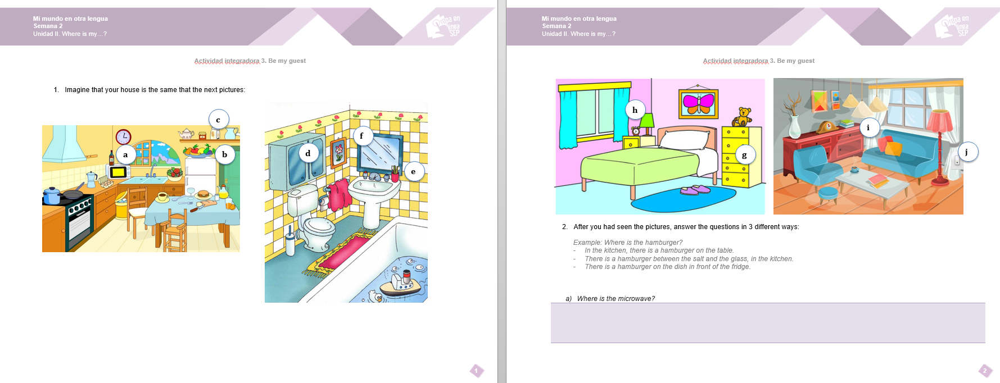 Mi mundo en otra lengua
Semana 2
Unidad II. Where is my…?
Prepa en
línea
SEP
Actividad integradora 3. Be my guest
1. Imagine that your house is the same that the next pictures:
c
a
b
f
d
e
1
Mi mundo en otra lengua
Semana 2
Unidad II. Where is my…?
Prepa en
línea
SEP
Actividad integradora 3. Be my guest
h
g
i
j
2. After you had seen the pictures, answer the questions in 3 different ways:
Example: Where is the hamburger?
- In the kitchen, there is a hamburger on the table.
- There is a hamburger between the salt and the glass, in the kitchen.
- There is a hamburger on the dish in front of the fridge.
a) Where is the microwave?
2